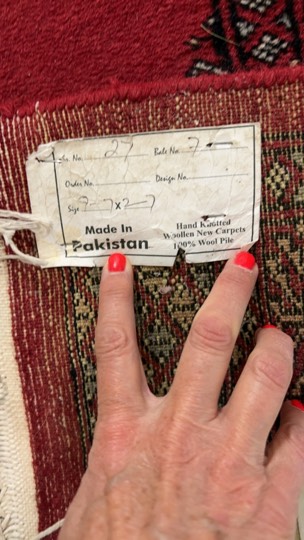 No. 27 Bale No. 7
Order No. Design No.
Size 7 x 2-7
Made In Hand Knotted
Pakistan Woollen New Carpets
100% Wool Pile